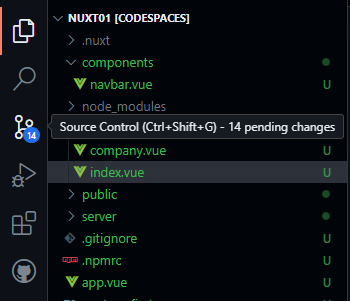 NUXT01 [CODESPACES]
.nuxt
components
navbar.vue U
node_modules
Source Control (Ctrl+Shift+G) - 14 pending changes
14
company.vue U
index.vue U
public
server
.gitignore U
.npmrc U
app.vue U